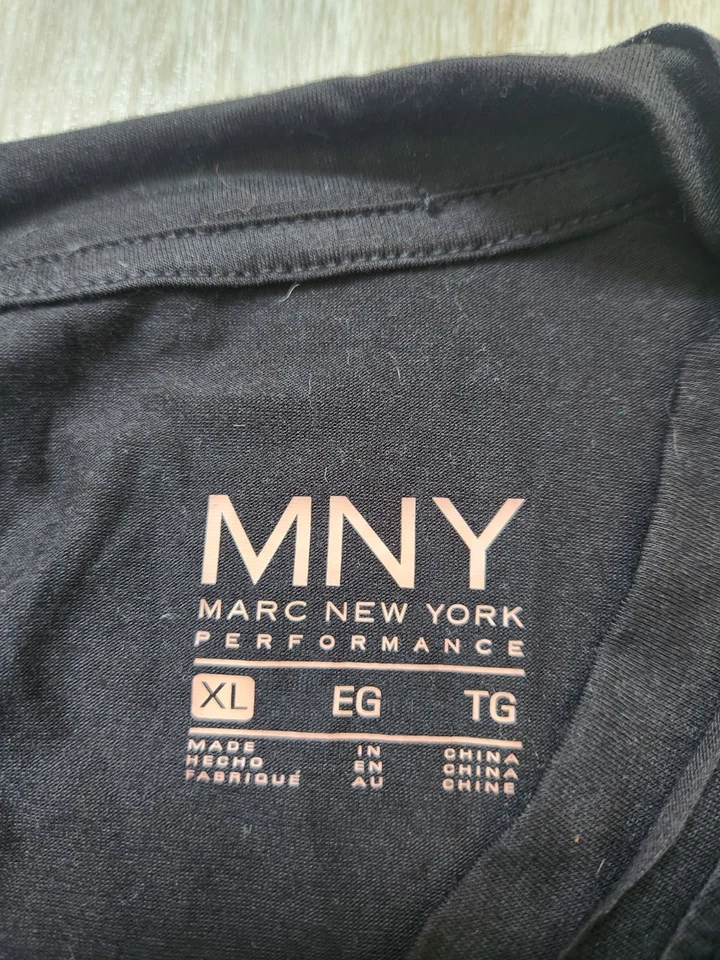 MNY
MARC NEW YORK
PERFORMANCE
XL EG TG
MADE IN CHINA
HECHO EN CHINA
FABRIQUÉ AU CHINE